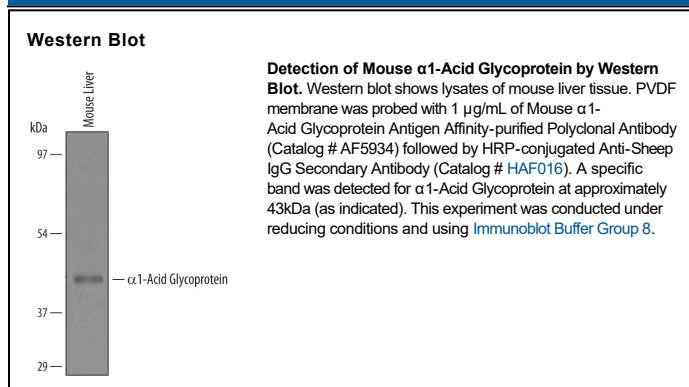 Western Blot
Mouse Liver
kDa
97
54
α1-Acid Glycoprotein
37
29
Detection of Mouse α1-Acid Glycoprotein by Western
Blot. Western blot shows lysates of mouse liver tissue. PVDF
membrane was probed with 1 µg/mL of Mouse α1-
Acid Glycoprotein Antigen Affinity-purified Polyclonal Antibody
(Catalog # AF5934) followed by HRP-conjugated Anti-Sheep
IgG Secondary Antibody (Catalog # HAF016). A specific
band was detected for α1-Acid Glycoprotein at approximately
43kDa (as indicated). This experiment was conducted under
reducing conditions and using Immunoblot Buffer Group 8.